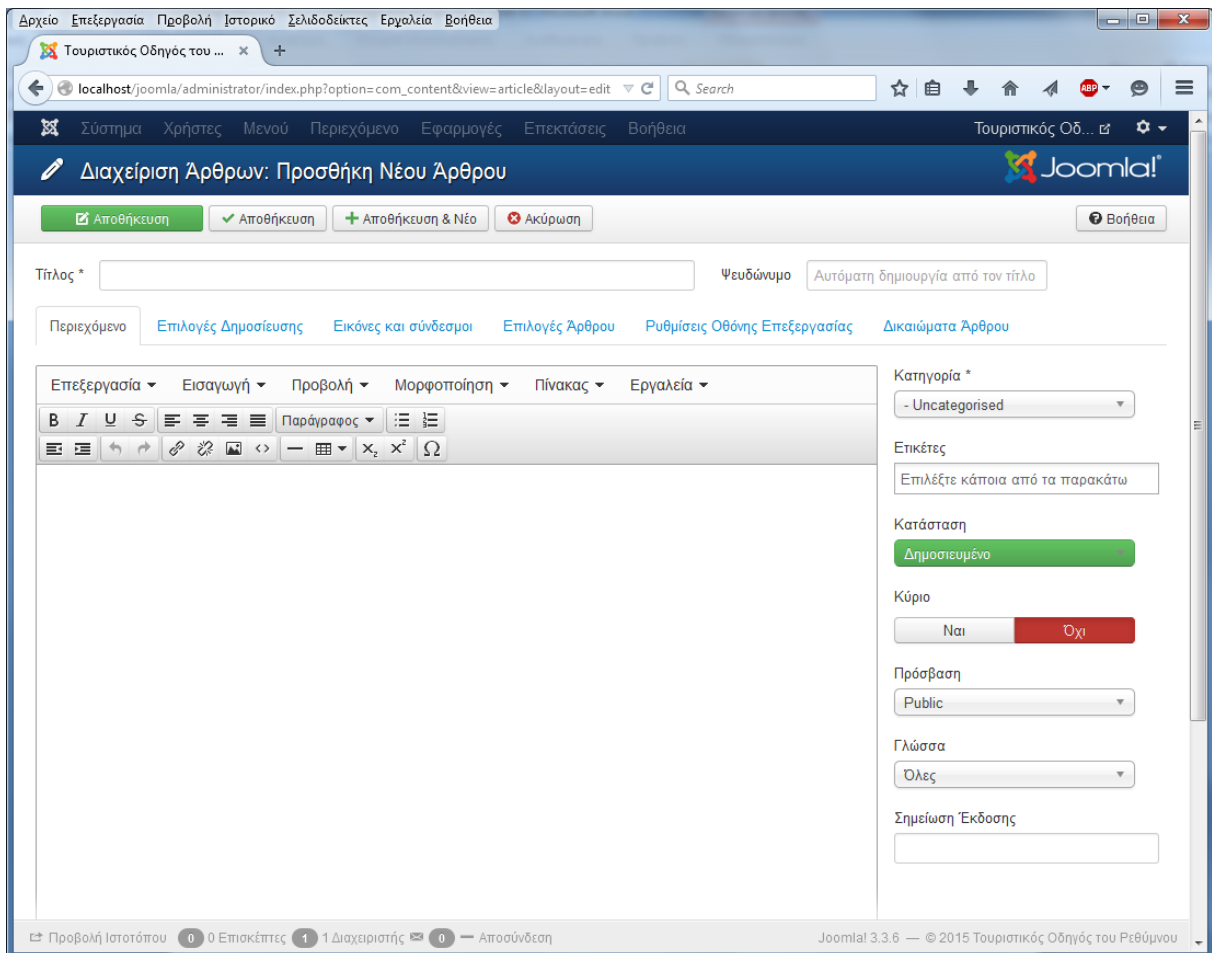 Αρχείο Επεξεργασία Προβολή Ιστορικό Σελιδοδείκτες Εργαλεία Βοήθεια
Τουριστικός Οδηγός του ... × +
localhost/joomla/administrator/index.php?option=com_content&view=article&layout=edit Search ABP
Σύστημα Χρήστες Μενού Περιεχόμενο Εφαρμογές Επεκτάσεις Βοήθεια Τουριστικός Οδ...
Διαχείριση Άρθρων: Προσθήκη Νέου Άρθρου Joomla!®
Αποθήκευση Αποθήκευση Αποθήκευση & Νέο Ακύρωση Βοήθεια
Τίτλος * Ψευδώνυμο Αυτόματη δημιουργία από τον τίτλο
Περιεχόμενο Επιλογές Δημοσίευσης Εικόνες και σύνδεσμοι Επιλογές Άρθρου Ρυθμίσεις Οθόνης Επεξεργασίας Δικαιώματα Άρθρου
Επεξεργασία Εισαγωγή Προβολή Μορφοποίηση Πίνακας Εργαλεία
B I U S Παράγραφος
X₂ X² Ω
Κατηγορία *
- Uncategorised
Ετικέτες
Επιλέξτε κάποια από τα παρακάτω
Κατάσταση
Δημοσιευμένο
Κύριο
Ναι Όχι
Πρόσβαση
Public
Γλώσσα
Όλες
Σημείωση Έκδοσης
Προβολή Ιστοτόπου 0 0 Επισκέπτες 1 1 Διαχειριστής 0 Αποσύνδεση Joomla! 3.3.6 — © 2015 Τουριστικός Οδηγός του Ρεθύμνου